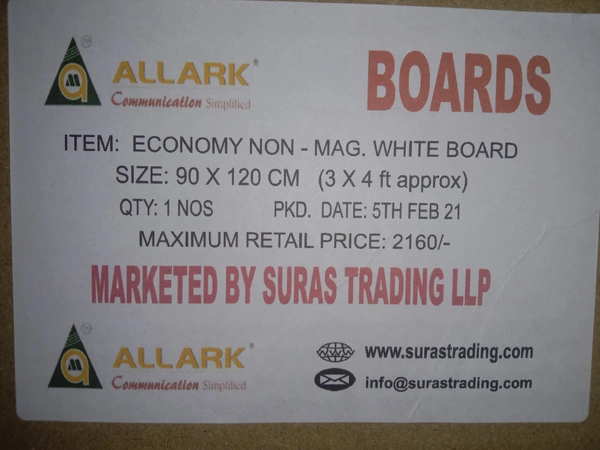 ALLARK®
Communication Simplified
BOARDS
ITEM: ECONOMY NON - MAG. WHITE BOARD
SIZE: 90 X 120 CM (3 X 4 ft approx)
QTY: 1 NOS PKD. DATE: 5TH FEB 21
MAXIMUM RETAIL PRICE: 2160/-
MARKETED BY SURAS TRADING LLP
ALLARK®
Communication Simplified
www.surastrading.com
info@surastrading.com